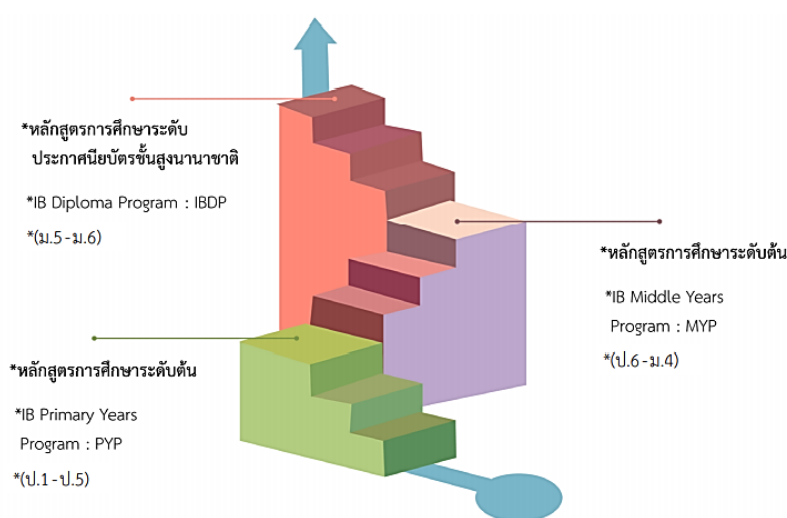 *หลักสูตรการศึกษาระดับ
ประกาศนียบัตรชั้นสูงนานาชาติ
*IB Diploma Program : IBDP
*(ม.5-ม.6)
*หลักสูตรการศึกษาระดับต้น
*IB Middle Years
Program : MYP
*(ป.6-ม.4)
*หลักสูตรการศึกษาระดับต้น
*IB Primary Years
Program : PYP
*(ป.1-ป.5)